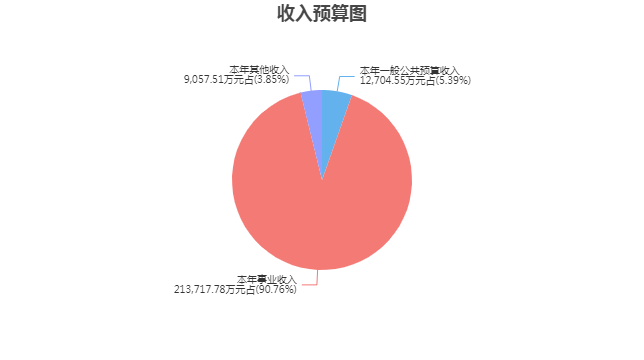 收入预算图
本年其他收入
9,057.51万元占(3.85%)
本年一般公共预算收入
12,704.55万元占(5.39%)
本年事业收入
213,717.78万元占(90.76%)